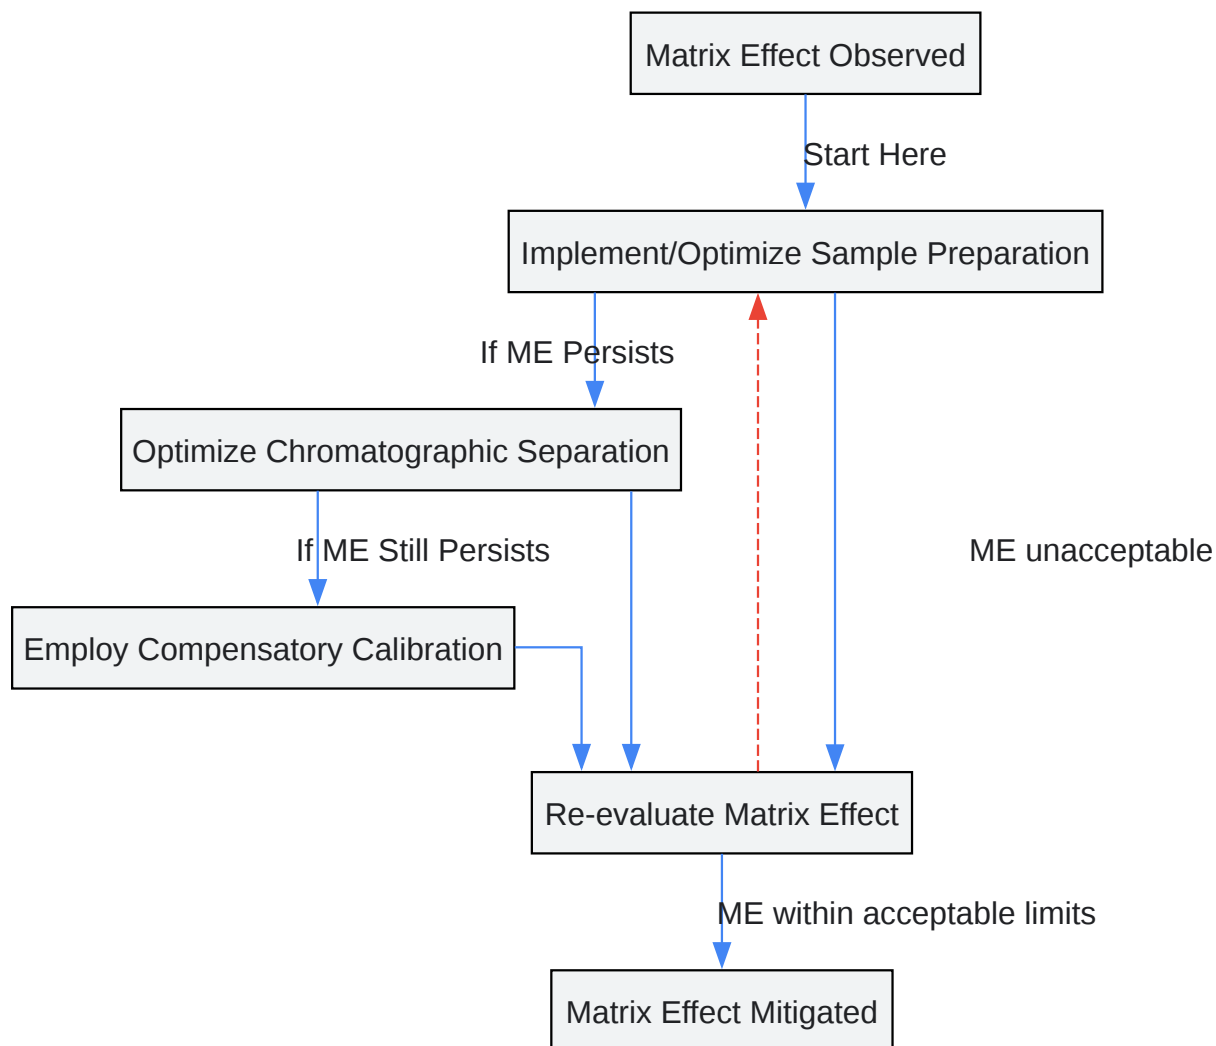 Matrix Effect Observed
Start Here
Implement/Optimize Sample Preparation
If ME Persists
Optimize Chromatographic Separation
If ME Still Persists
ME unacceptable
Employ Compensatory Calibration
Re-evaluate Matrix Effect
ME within acceptable limits
Matrix Effect Mitigated